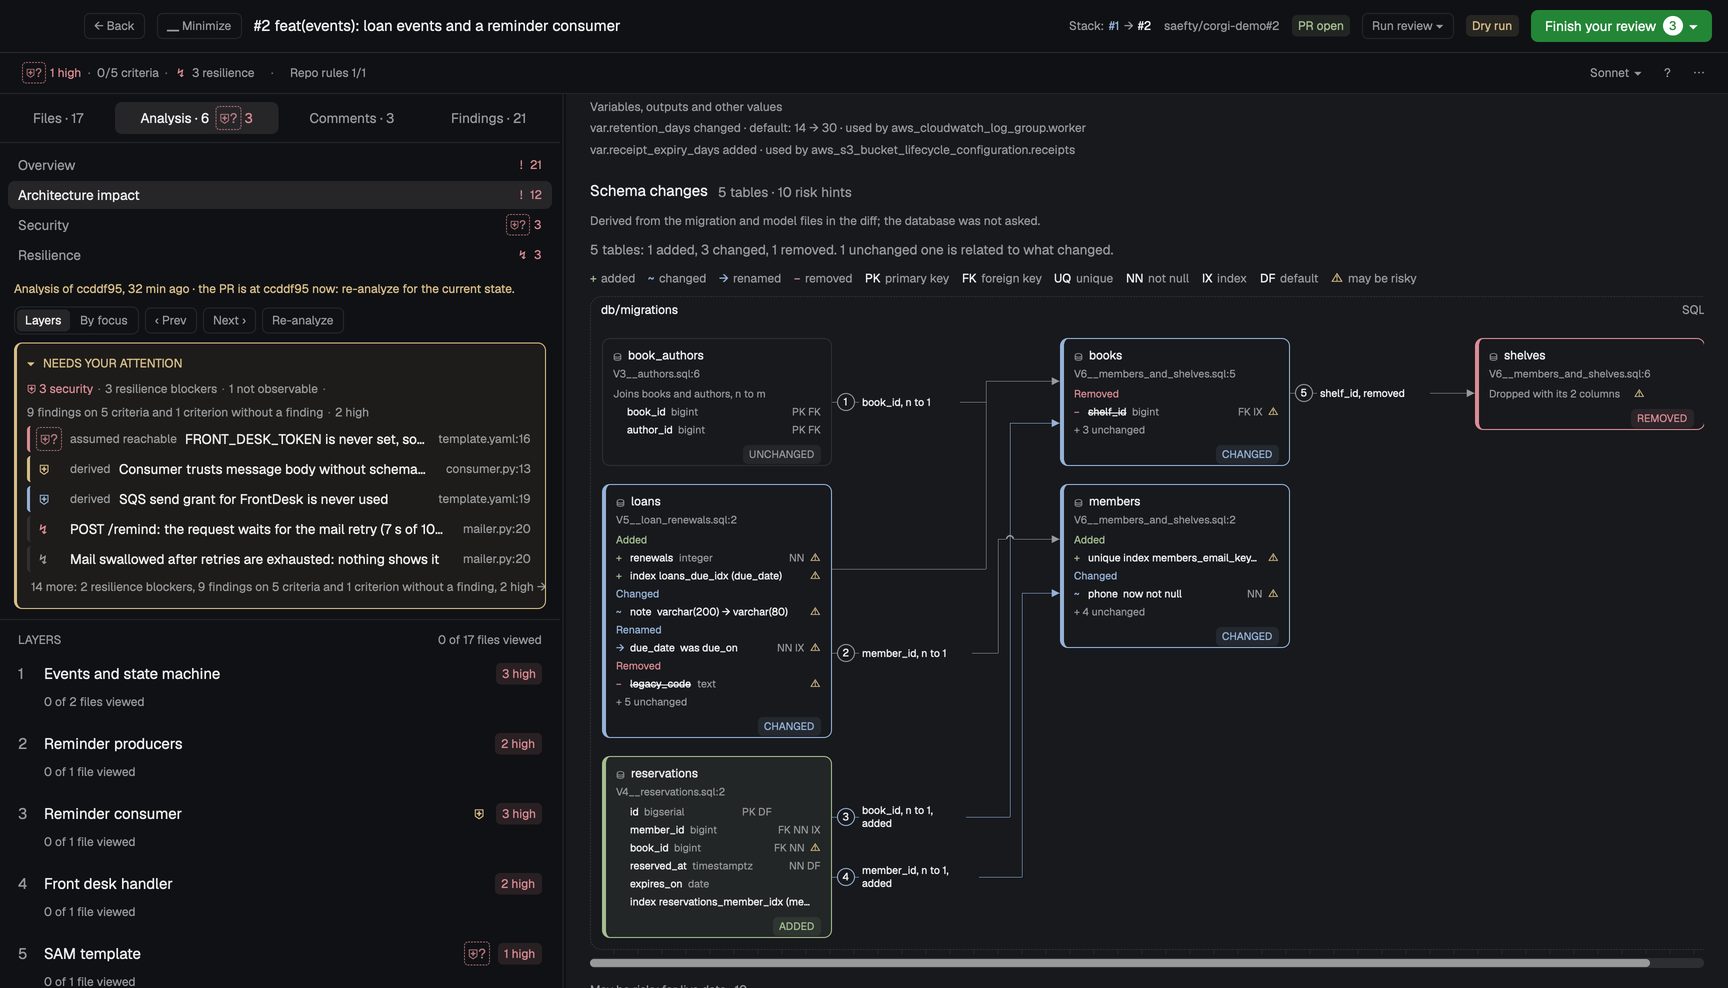 ← Back
Minimize
#2 feat(events): loan events and a reminder consumer
Stack: #1 → #2
saefty/corgi-demo#2
PR open
Run review
Dry run
Finish your review 3
? 1 high · 0/5 criteria · 3 resilience · Repo rules 1/1
Sonnet
?
···
Files · 17
Analysis · 6 ? 3
Comments · 3
Findings · 21
Overview ! 21
Architecture impact ! 12
Security ? 3
Resilience 3
Analysis of ccddf95, 32 min ago · the PR is at ccddf95 now: re-analyze for the current state.
Layers
By focus
‹ Prev
Next ›
Re-analyze
NEEDS YOUR ATTENTION
3 security · 3 resilience blockers · 1 not observable ·
9 findings on 5 criteria and 1 criterion without a finding · 2 high
? assumed reachable FRONT_DESK_TOKEN is never set, so... template.yaml:16
derived Consumer trusts message body without schema... consumer.py:13
derived SQS send grant for FrontDesk is never used template.yaml:19
POST /remind: the request waits for the mail retry (7 s of 10... mailer.py:20
Mail swallowed after retries are exhausted: nothing shows it mailer.py:20
14 more: 2 resilience blockers, 9 findings on 5 criteria and 1 criterion without a finding, 2 high →
LAYERS 0 of 17 files viewed
1 Events and state machine 3 high
0 of 2 files viewed
2 Reminder producers 2 high
0 of 1 file viewed
3 Reminder consumer 3 high
0 of 1 file viewed
4 Front desk handler 2 high
0 of 1 file viewed
5 SAM template ? 1 high
0 of 1 file viewed
Variables, outputs and other values
var.retention_days changed · default: 14 → 30 · used by aws_cloudwatch_log_group.worker
var.receipt_expiry_days added · used by aws_s3_bucket_lifecycle_configuration.receipts
Schema changes 5 tables · 10 risk hints
Derived from the migration and model files in the diff; the database was not asked.
5 tables: 1 added, 3 changed, 1 removed. 1 unchanged one is related to what changed.
+ added ~ changed → renamed − removed PK primary key FK foreign key UQ unique NN not null IX index DF default ⚠ may be risky
db/migrations SQL
book_authors
V3__authors.sql:6
Joins books and authors, n to m
book_id bigint PK FK
author_id bigint PK FK
UNCHANGED
1 book_id, n to 1
books
V6__members_and_shelves.sql:5
Removed
− shelf_id bigint FK IX ⚠
+ 3 unchanged
CHANGED
5 shelf_id, removed
shelves
V6__members_and_shelves.sql:6
Dropped with its 2 columns ⚠
REMOVED
loans
V5__loan_renewals.sql:2
Added
+ renewals integer NN ⚠
+ index loans_due_idx (due_date) ⚠
Changed
~ note varchar(200) → varchar(80) ⚠
Renamed
→ due_date was due_on NN IX ⚠
Removed
− legacy_code text ⚠
+ 5 unchanged
CHANGED
2 member_id, n to 1
members
V6__members_and_shelves.sql:2
Added
+ unique index members_email_key... ⚠
Changed
~ phone now not null NN ⚠
+ 4 unchanged
CHANGED
reservations
V4__reservations.sql:2
id bigserial PK DF
member_id bigint FK NN IX
book_id bigint FK NN ⚠
reserved_at timestamptz NN DF
expires_on date
index reservations_member_idx (me...
ADDED
3 book_id, n to 1,
added
4 member_id, n to 1,
added